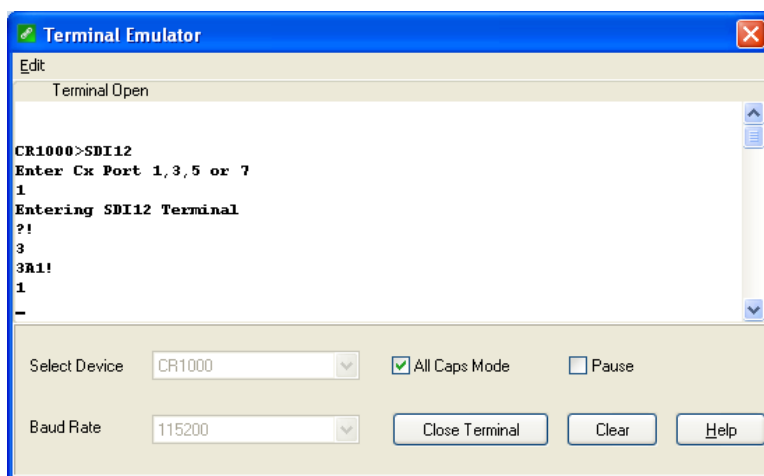 Terminal Emulator
Edit
Terminal Open
CR1000>SDI12
Enter Cx Port 1,3,5 or 7
1
Entering SDI12 Terminal
?!
3
3A1!
1
Select Device CR1000 All Caps Mode Pause
Baud Rate 115200 Close Terminal Clear Help